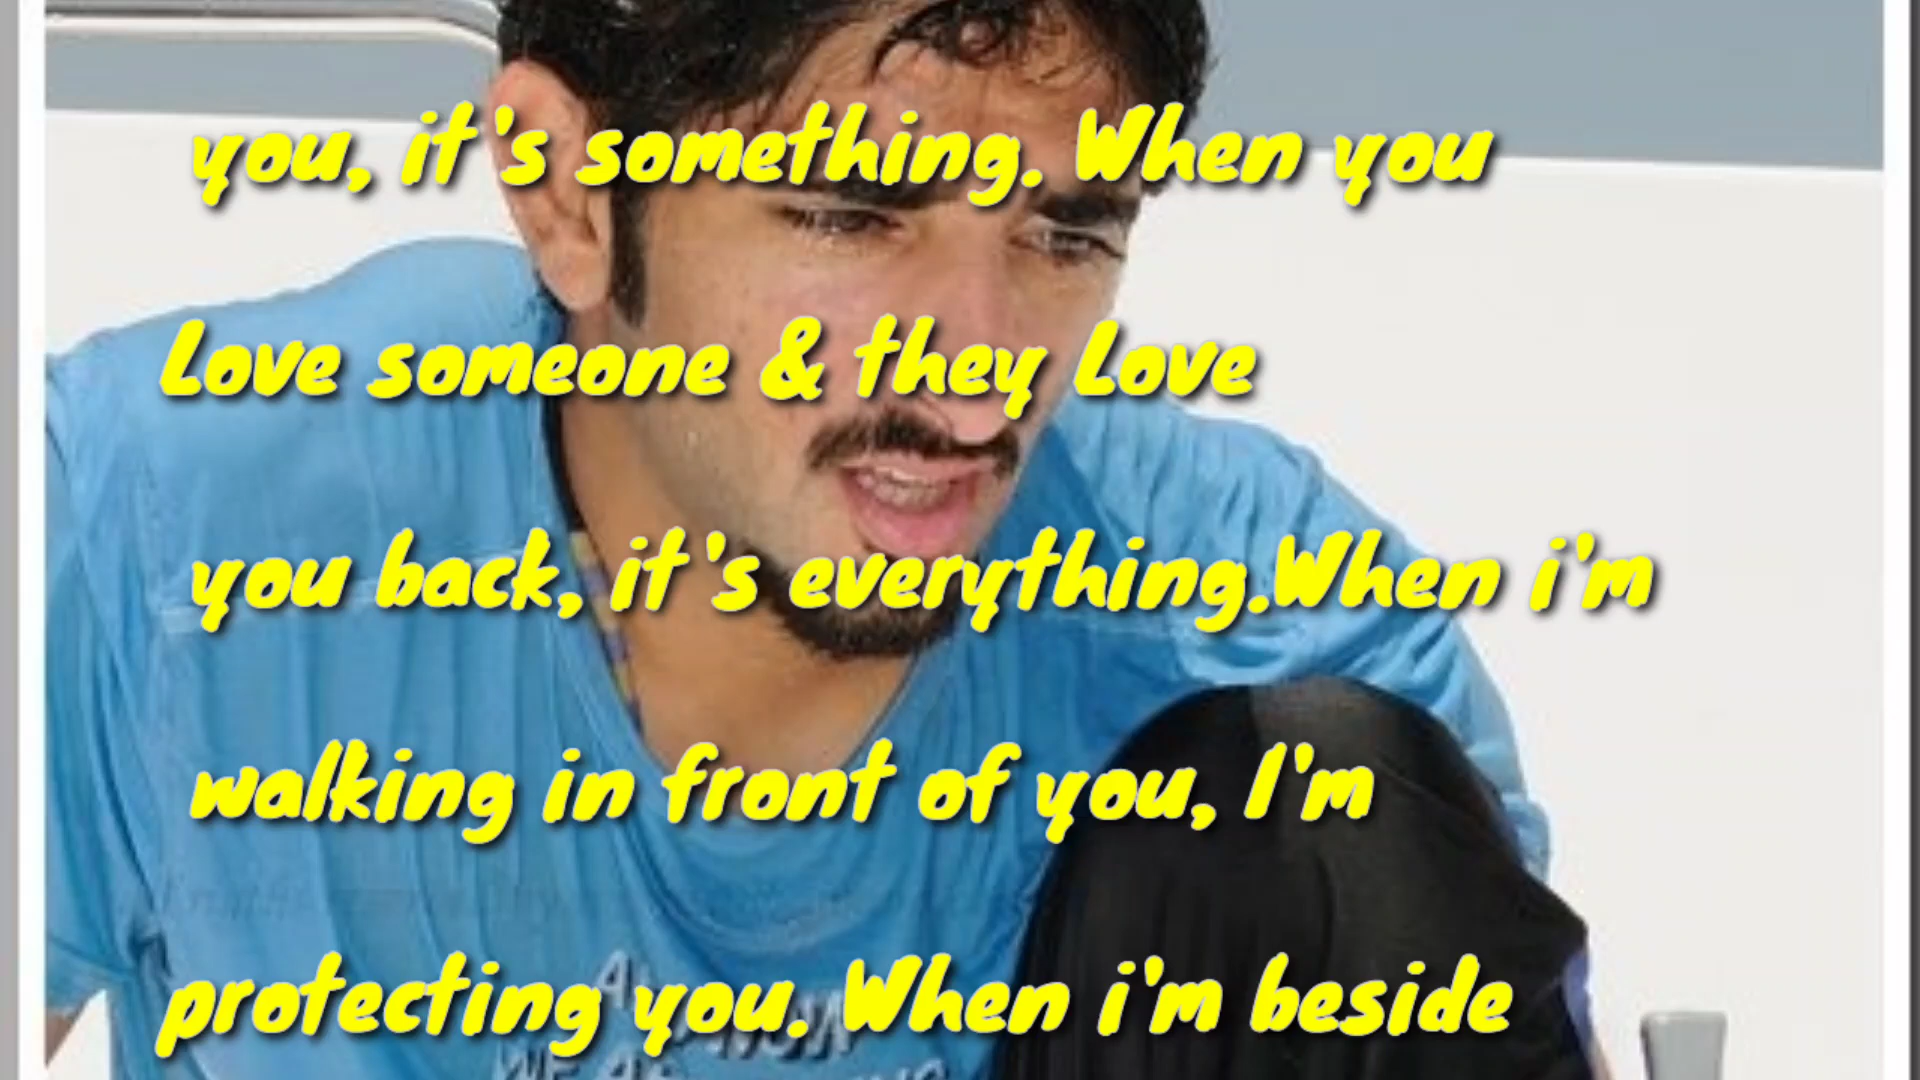 you, it's something. When you
Love someone & they Love
you back, it's everything.When i'm
walking in front of you, I'm
protecting you. When i'm beside